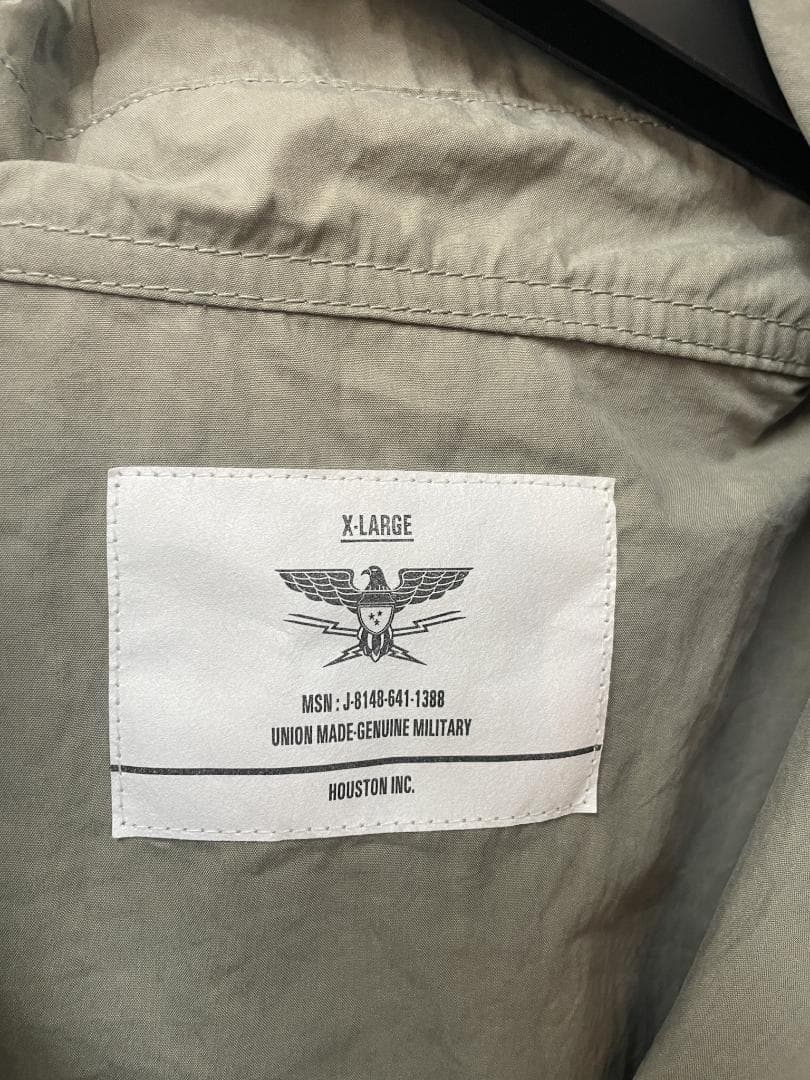 X-LARGE
MSN : J-8148-641-1388
UNION MADE-GENUINE MILITARY
HOUSTON INC.